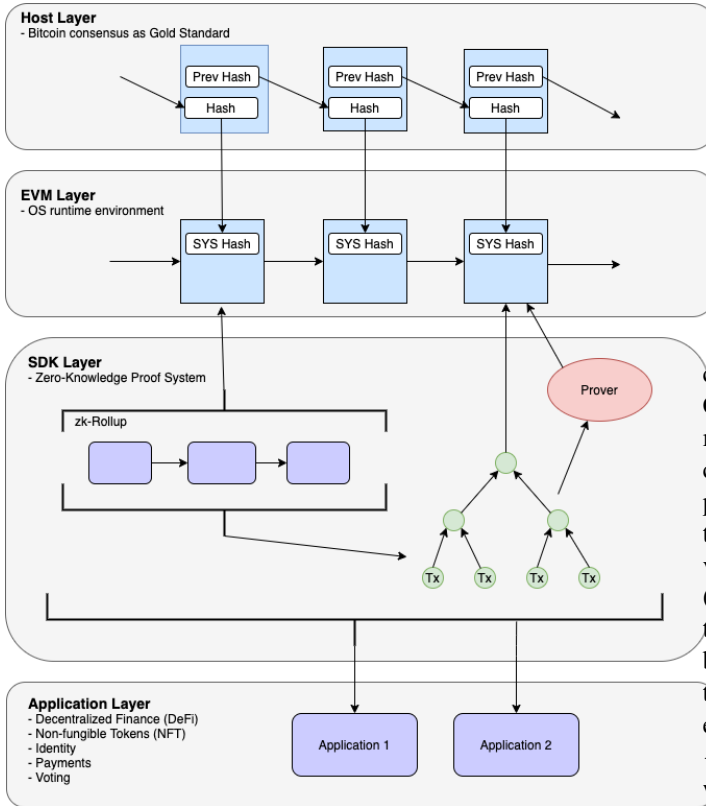 Host Layer
- Bitcoin consensus as Gold Standard
Prev Hash
Prev Hash
Prev Hash
Hash
Hash
Hash
EVM Layer
- OS runtime environment
SYS Hash
SYS Hash
SYS Hash
SDK Layer
- Zero-Knowledge Proof System
Prover
zk-Rollup
Tx
Tx
Tx
Tx
Application Layer
- Decentralized Finance (DeFi)
- Non-fungible Tokens (NFT)
- Identity
- Payments
- Voting
Application 1
Application 2